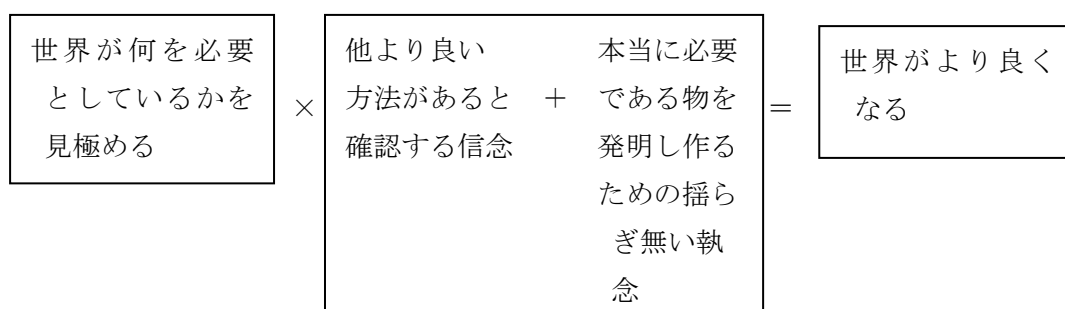 世界が何を必要
としているかを
見極める
×
他より良い
方法があると
確認する信念
+
本当に必要
である物を
発明し作る
ための揺ら
ぎ無い執
念
=
世界がより良く
なる